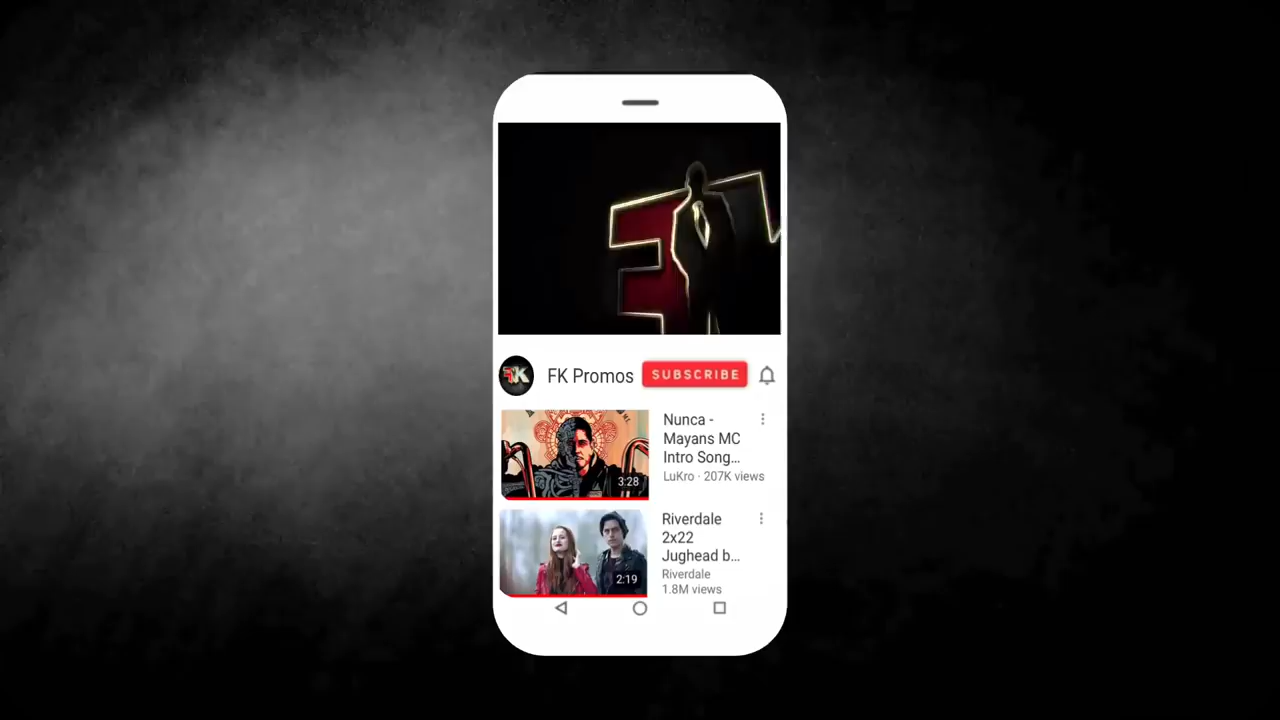 FK
FK Promos
SUBSCRIBE
Nunca -
Mayans MC
Intro Song...
LuKro · 207K views
3:28
Riverdale
2x22
Jughead b...
Riverdale
1.8M views
2:19